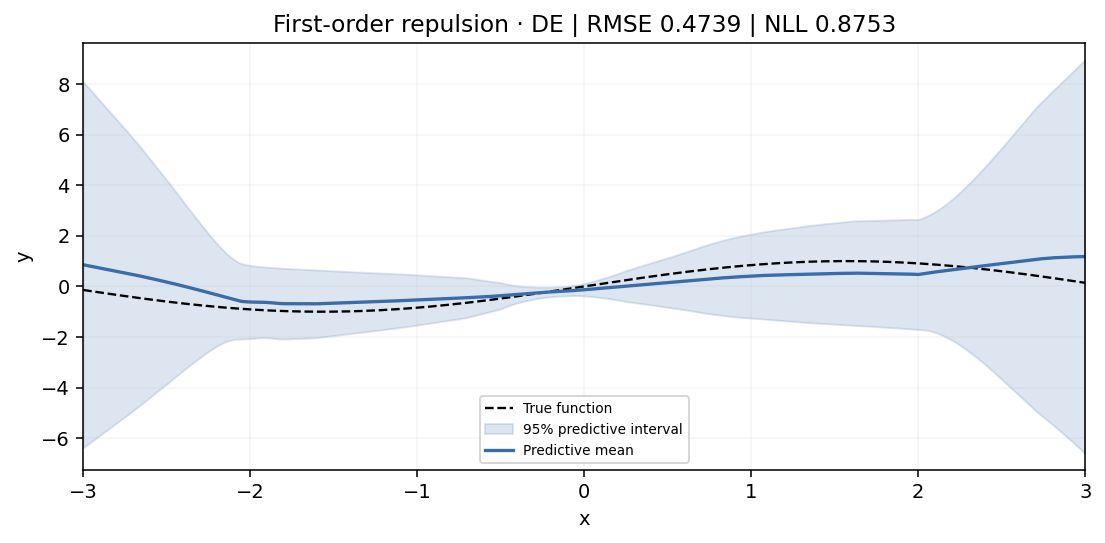 First-order repulsion · DE | RMSE 0.4739 | NLL 0.8753
y
8
6
4
2
0
−2
−4
−6
True function
95% predictive interval
Predictive mean
−3 −2 −1 0 1 2 3
x